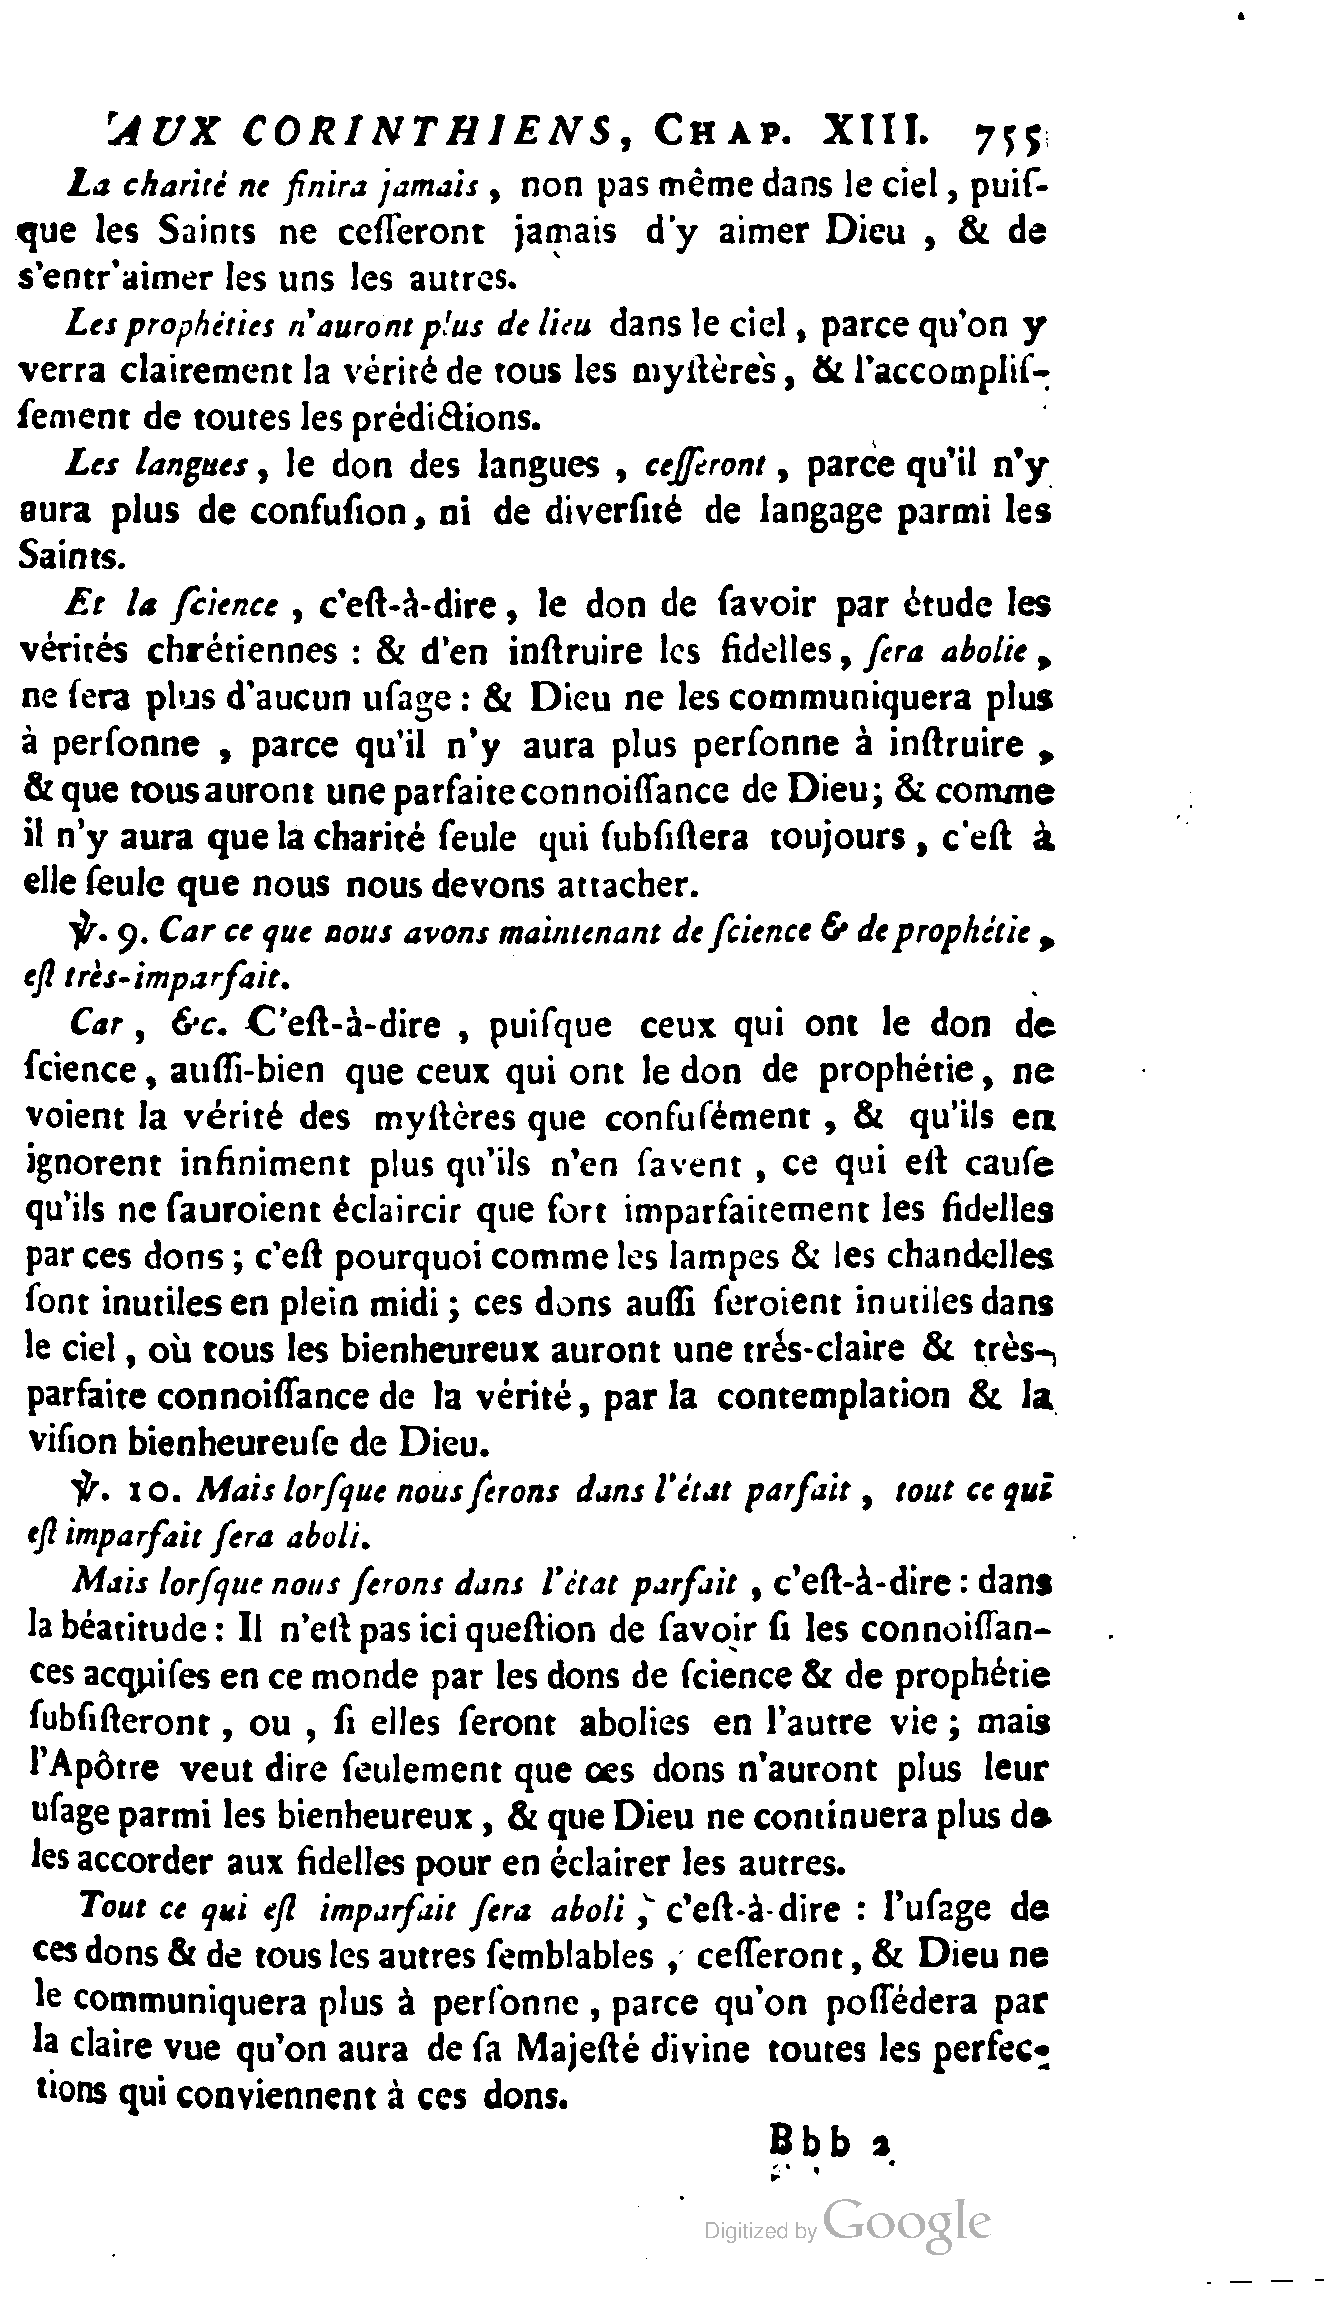 AUX CORINTHIENS, CHAP. XIII. 755
La charité ne finira jamais, non pas même dans le ciel, puiſ-
que les Saints ne ceſſeront jamais d'y aimer Dieu, & de
s'entr'aimer les uns les autres.
Les prophéties n'auront plus de lieu dans le ciel, parce qu'on y
verra clairement la vérité de tous les myſtères, & l'accompliſ-
ſement de toutes les prédictions.
Les langues, le don des langues, ceſſeront, parce qu'il n'y
aura plus de confuſion, ni de diverſité de langage parmi les
Saints.
Et la ſcience, c'eſt-à-dire, le don de ſavoir par étude les
vérités chrétiennes : & d'en inſtruire les fidelles, ſera abolie,
ne ſera plus d'aucun uſage : & Dieu ne les communiquera plus
à perſonne, parce qu'il n'y aura plus perſonne à inſtruire,
& que tous auront une parfaite connoiſſance de Dieu; & comme
il n'y aura que la charité ſeule qui ſubſiſtera toujours, c'eſt à
elle ſeule que nous nous devons attacher.
℣. 9. Car ce que nous avons maintenant de ſcience & de prophétie,
eſt très-imparfait.
Car, &c. C'eſt-à-dire, puiſque ceux qui ont le don de
ſcience, auſſi-bien que ceux qui ont le don de prophétie, ne
voient la vérité des myſtères que confuſément, & qu'ils en
ignorent infiniment plus qu'ils n'en ſavent, ce qui eſt cauſe
qu'ils ne ſauroient éclaircir que fort imparfaitement les fidelles
par ces dons; c'eſt pourquoi comme les lampes & les chandelles
ſont inutiles en plein midi; ces dons auſſi ſeroient inutiles dans
le ciel, où tous les bienheureux auront une trés-claire & très-
parfaite connoiſſance de la vérité, par la contemplation & la
viſion bienheureuſe de Dieu.
℣. 10. Mais lorſque nous ſerons dans l'état parfait, tout ce qui
eſt imparfait ſera aboli.
Mais lorſque nous ſerons dans l'état parfait, c'eſt-à-dire : dans
la béatitude : Il n'eſt pas ici queſtion de ſavoir ſi les connoiſſan-
ces acquiſes en ce monde par les dons de ſcience & de prophétie
ſubſiſteront, ou, ſi elles ſeront abolies en l'autre vie; mais
l'Apôtre veut dire ſeulement que ces dons n'auront plus leur
uſage parmi les bienheureux, & que Dieu ne continuera plus de
les accorder aux fidelles pour en éclairer les autres.
Tout ce qui eſt imparfait ſera aboli, c'eſt-à-dire : l'uſage de
ces dons & de tous les autres ſemblables, ceſſeront, & Dieu ne
le communiquera plus à perſonne, parce qu'on poſſédera par
la claire vue qu'on aura de ſa Majeſté divine toutes les perfec-
tions qui conviennent à ces dons.
Bbb 2
Digitized by Google